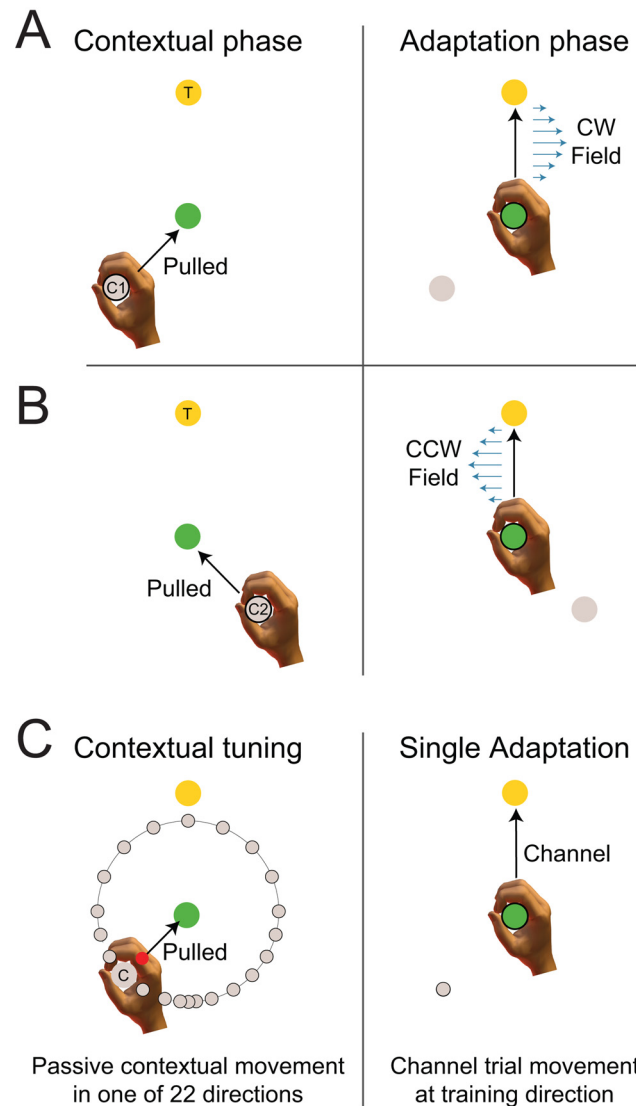 A
Contextual phase
Adaptation phase
T
CW
Field
Pulled
C1
B
T
CCW
Field
Pulled
C2
C
Contextual tuning
Single Adaptation
Channel
Pulled
C
Passive contextual movement
in one of 22 directions
Channel trial movement
at training direction